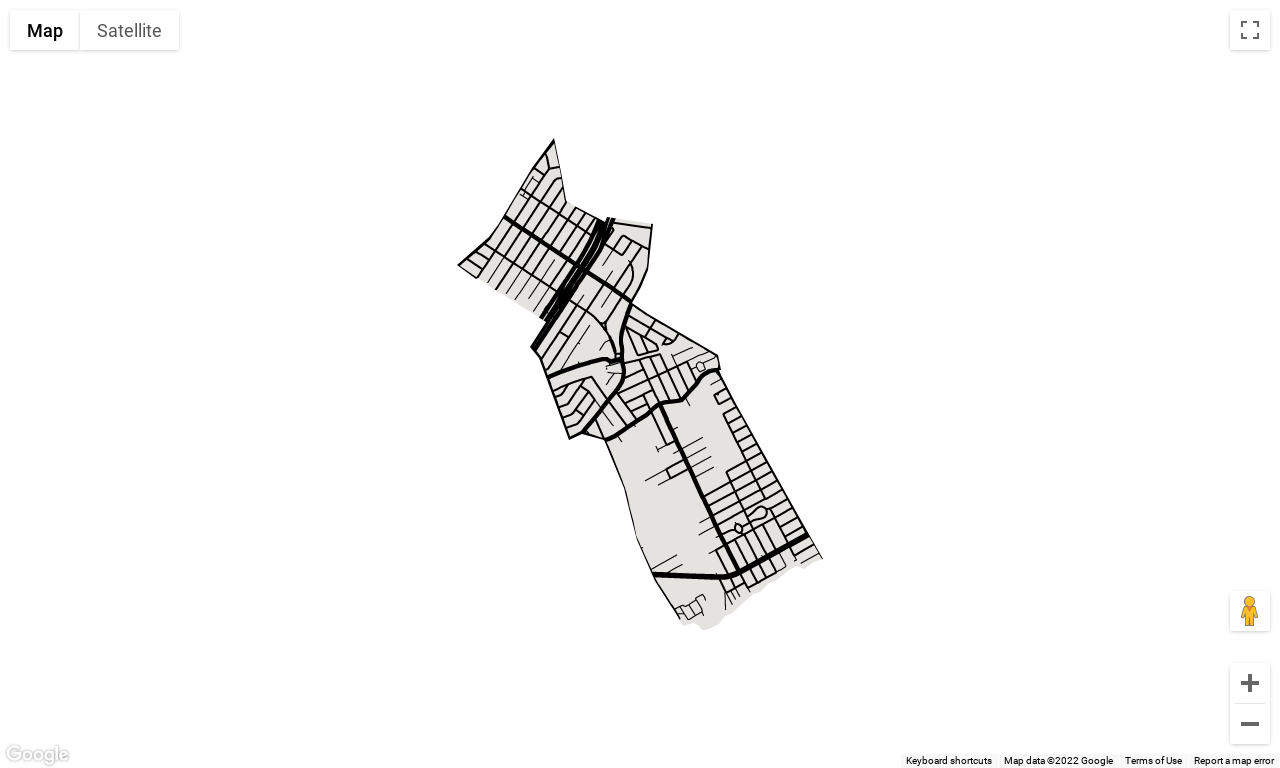 Map Satellite
Google
Keyboard shortcuts Map data ©2022 Google Terms of Use Report a map error